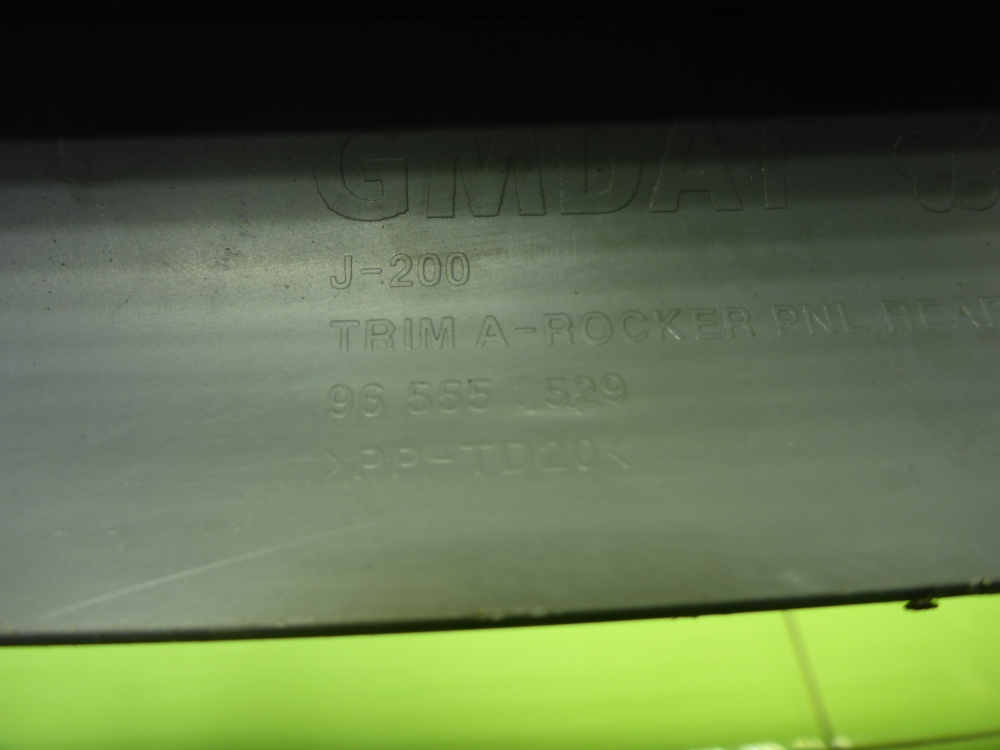 GMDAT
J-200
TRIM A-ROCKER PNL REAR
96 555 529
>PP-TD20<